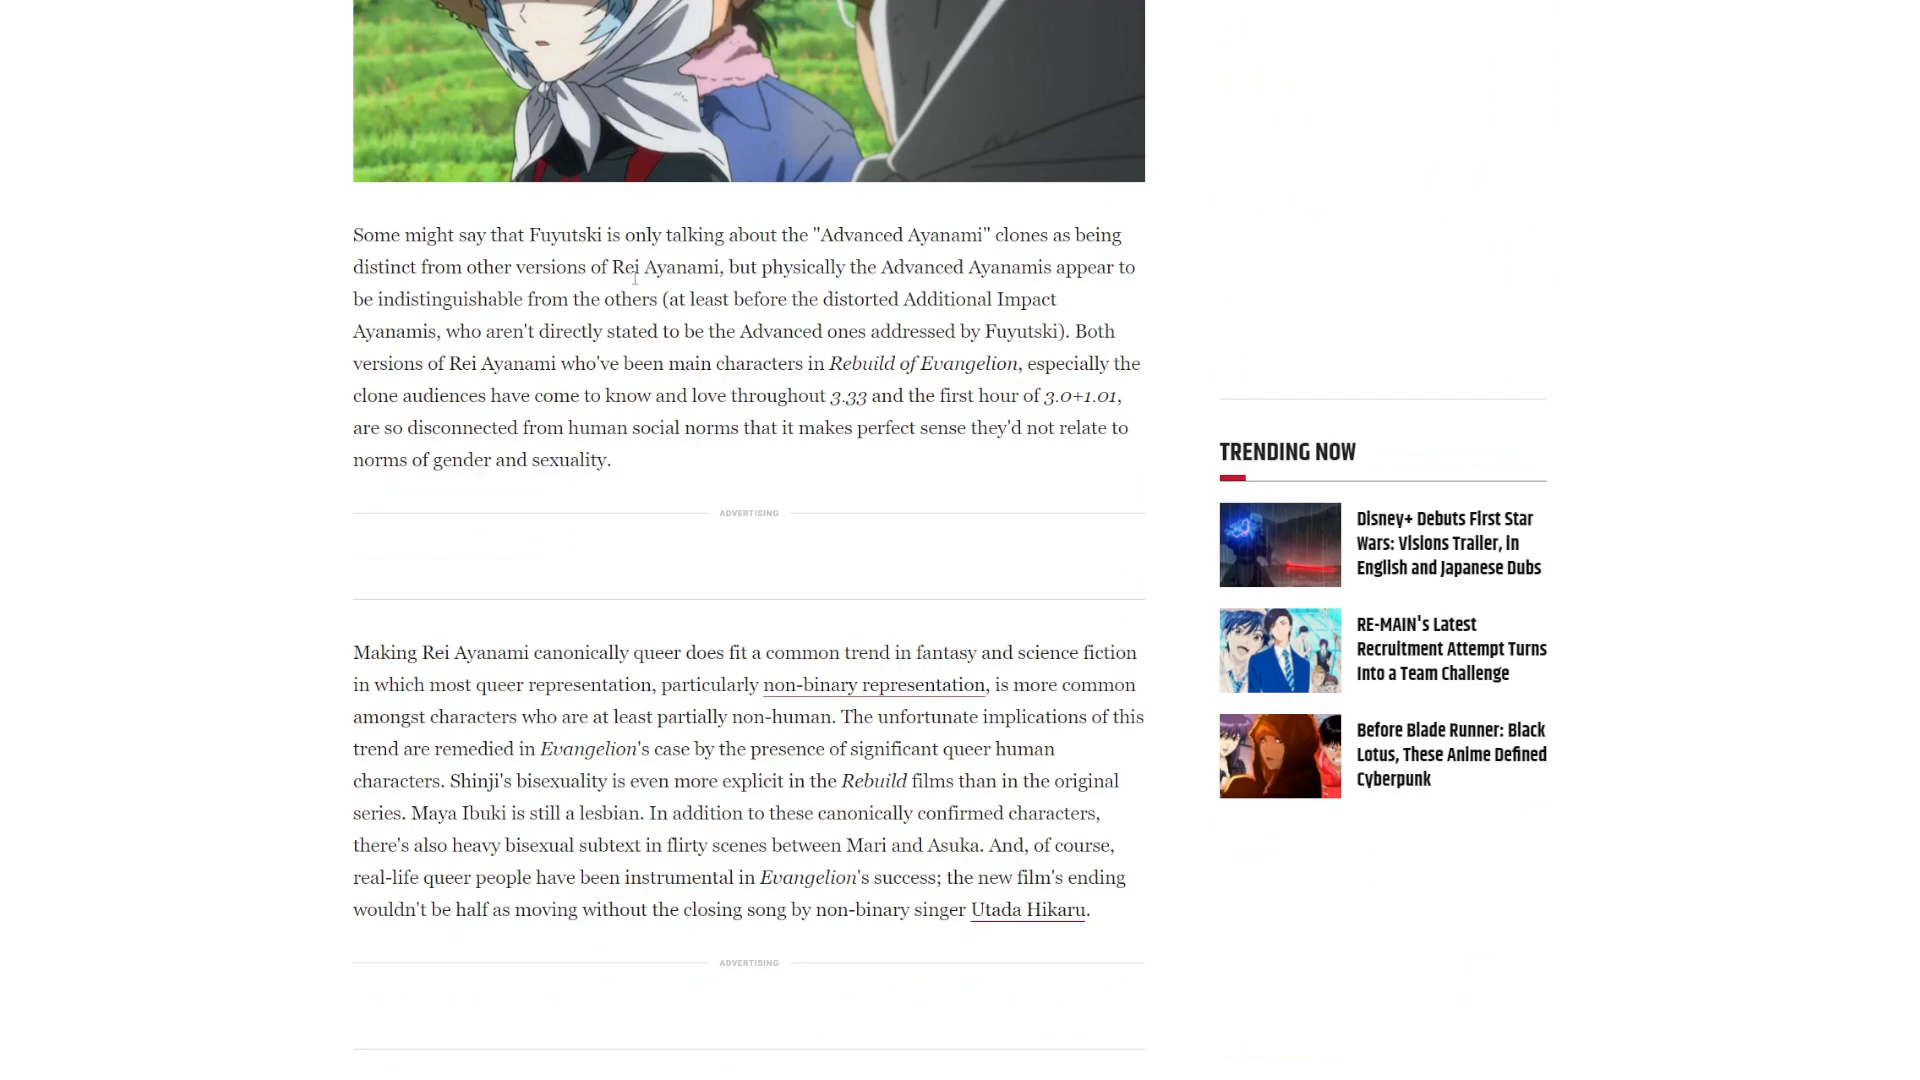 Some might say that Fuyutski is only talking about the "Advanced Ayanami" clones as being
distinct from other versions of Rei Ayanami, but physically the Advanced Ayanamis appear to
be indistinguishable from the others (at least before the distorted Additional Impact
Ayanamis, who aren't directly stated to be the Advanced ones addressed by Fuyutski). Both
versions of Rei Ayanami who've been main characters in Rebuild of Evangelion, especially the
clone audiences have come to know and love throughout 3.33 and the first hour of 3.0+1.01,
are so disconnected from human social norms that it makes perfect sense they'd not relate to
norms of gender and sexuality.
ADVERTISING
Making Rei Ayanami canonically queer does fit a common trend in fantasy and science fiction
in which most queer representation, particularly non-binary representation, is more common
amongst characters who are at least partially non-human. The unfortunate implications of this
trend are remedied in Evangelion's case by the presence of significant queer human
characters. Shinji's bisexuality is even more explicit in the Rebuild films than in the original
series. Maya Ibuki is still a lesbian. In addition to these canonically confirmed characters,
there's also heavy bisexual subtext in flirty scenes between Mari and Asuka. And, of course,
real-life queer people have been instrumental in Evangelion's success; the new film's ending
wouldn't be half as moving without the closing song by non-binary singer Utada Hikaru.
ADVERTISING
TRENDING NOW
Disney+ Debuts First Star
Wars: Visions Trailer, in
English and Japanese Dubs
RE-MAIN's Latest
Recruitment Attempt Turns
Into a Team Challenge
Before Blade Runner: Black
Lotus, These Anime Defined
Cyberpunk